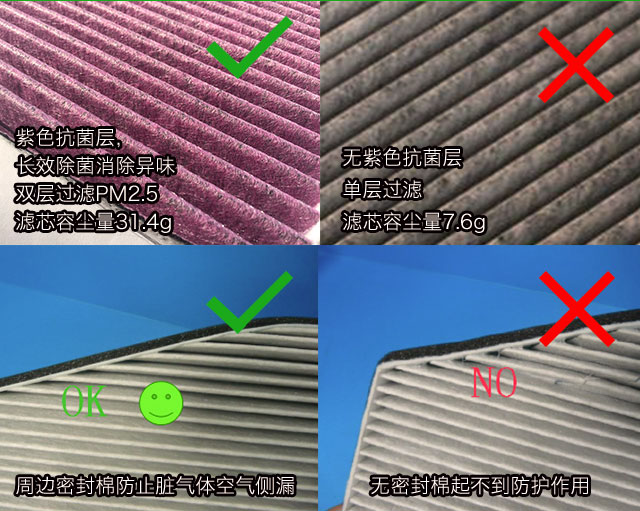 紫色抗菌层，
长效除菌消除异味
双层过滤PM2.5
滤芯容尘量31.4g
无紫色抗菌层
单层过滤
滤芯容尘量7.6g
OK
周边密封棉防止脏气体空气侧漏
NO
无密封棉起不到防护作用